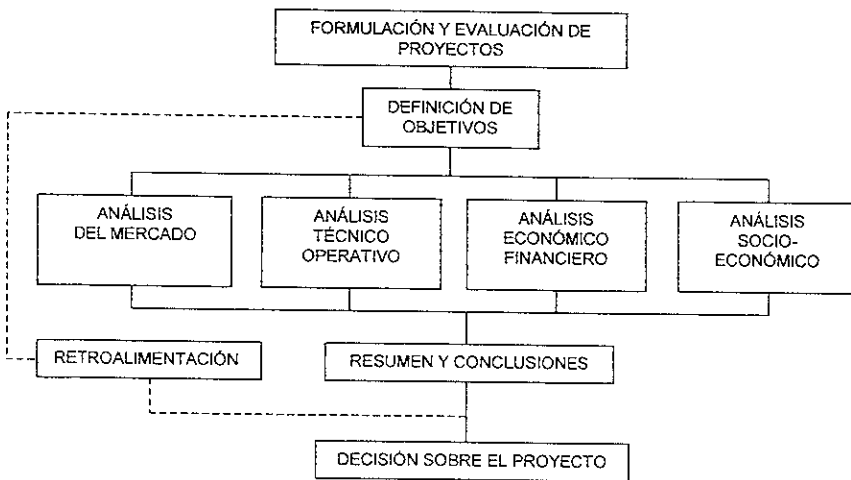 FORMULACIÓN Y EVALUACIÓN DE
PROYECTOS
DEFINICIÓN DE
OBJETIVOS
ANÁLISIS
DEL MERCADO
ANÁLISIS
TÉCNICO
OPERATIVO
ANÁLISIS
ECONÓMICO
FINANCIERO
ANÁLISIS
SOCIO-
ECONÓMICO
RETROALIMENTACIÓN
RESUMEN Y CONCLUSIONES
DECISIÓN SOBRE EL PROYECTO